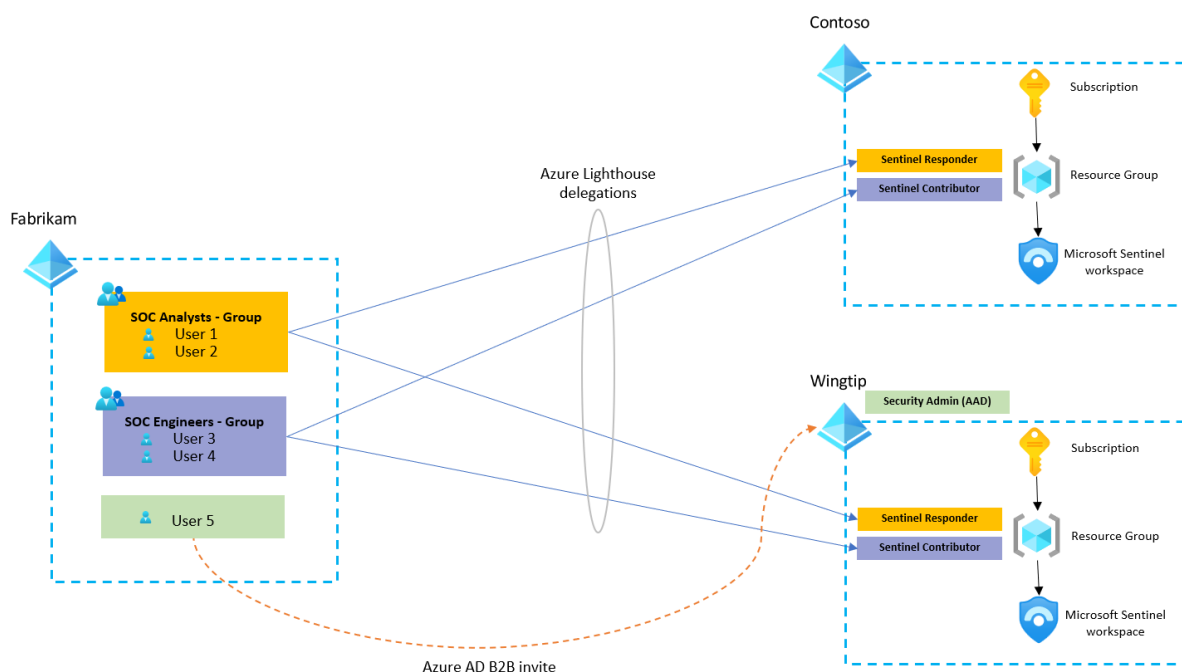 Contoso
Subscription
Sentinel Responder
Sentinel Contributor
Resource Group
Microsoft Sentinel
workspace
Azure Lighthouse
delegations
Fabrikam
SOC Analysts - Group
User 1
User 2
SOC Engineers - Group
User 3
User 4
User 5
Wingtip
Security Admin (AAD)
Subscription
Sentinel Responder
Sentinel Contributor
Resource Group
Microsoft Sentinel
workspace
Azure AD B2B invite